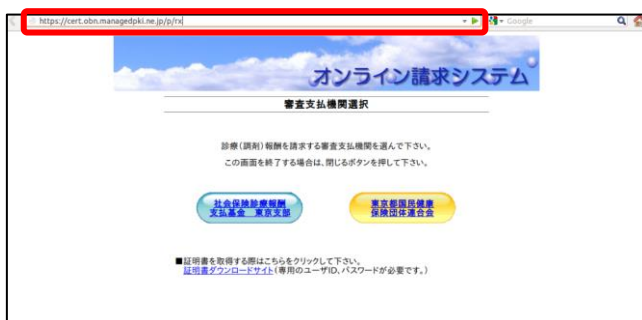 https://cert.obn.managedpki.ne.jp/p/rx
Google
オンライン請求システム
審査支払機関選択
診療（調剤）報酬を請求する審査支払機関を選んで下さい。
この画面を終了する場合は、閉じるボタンを押して下さい。
社会保険診療報酬
支払基金　東京支部
東京都国民健康
保険団体連合会
■証明書を取得する際はこちらをクリックして下さい。
証明書ダウンロードサイト（専用のユーザID、パスワードが必要です。）